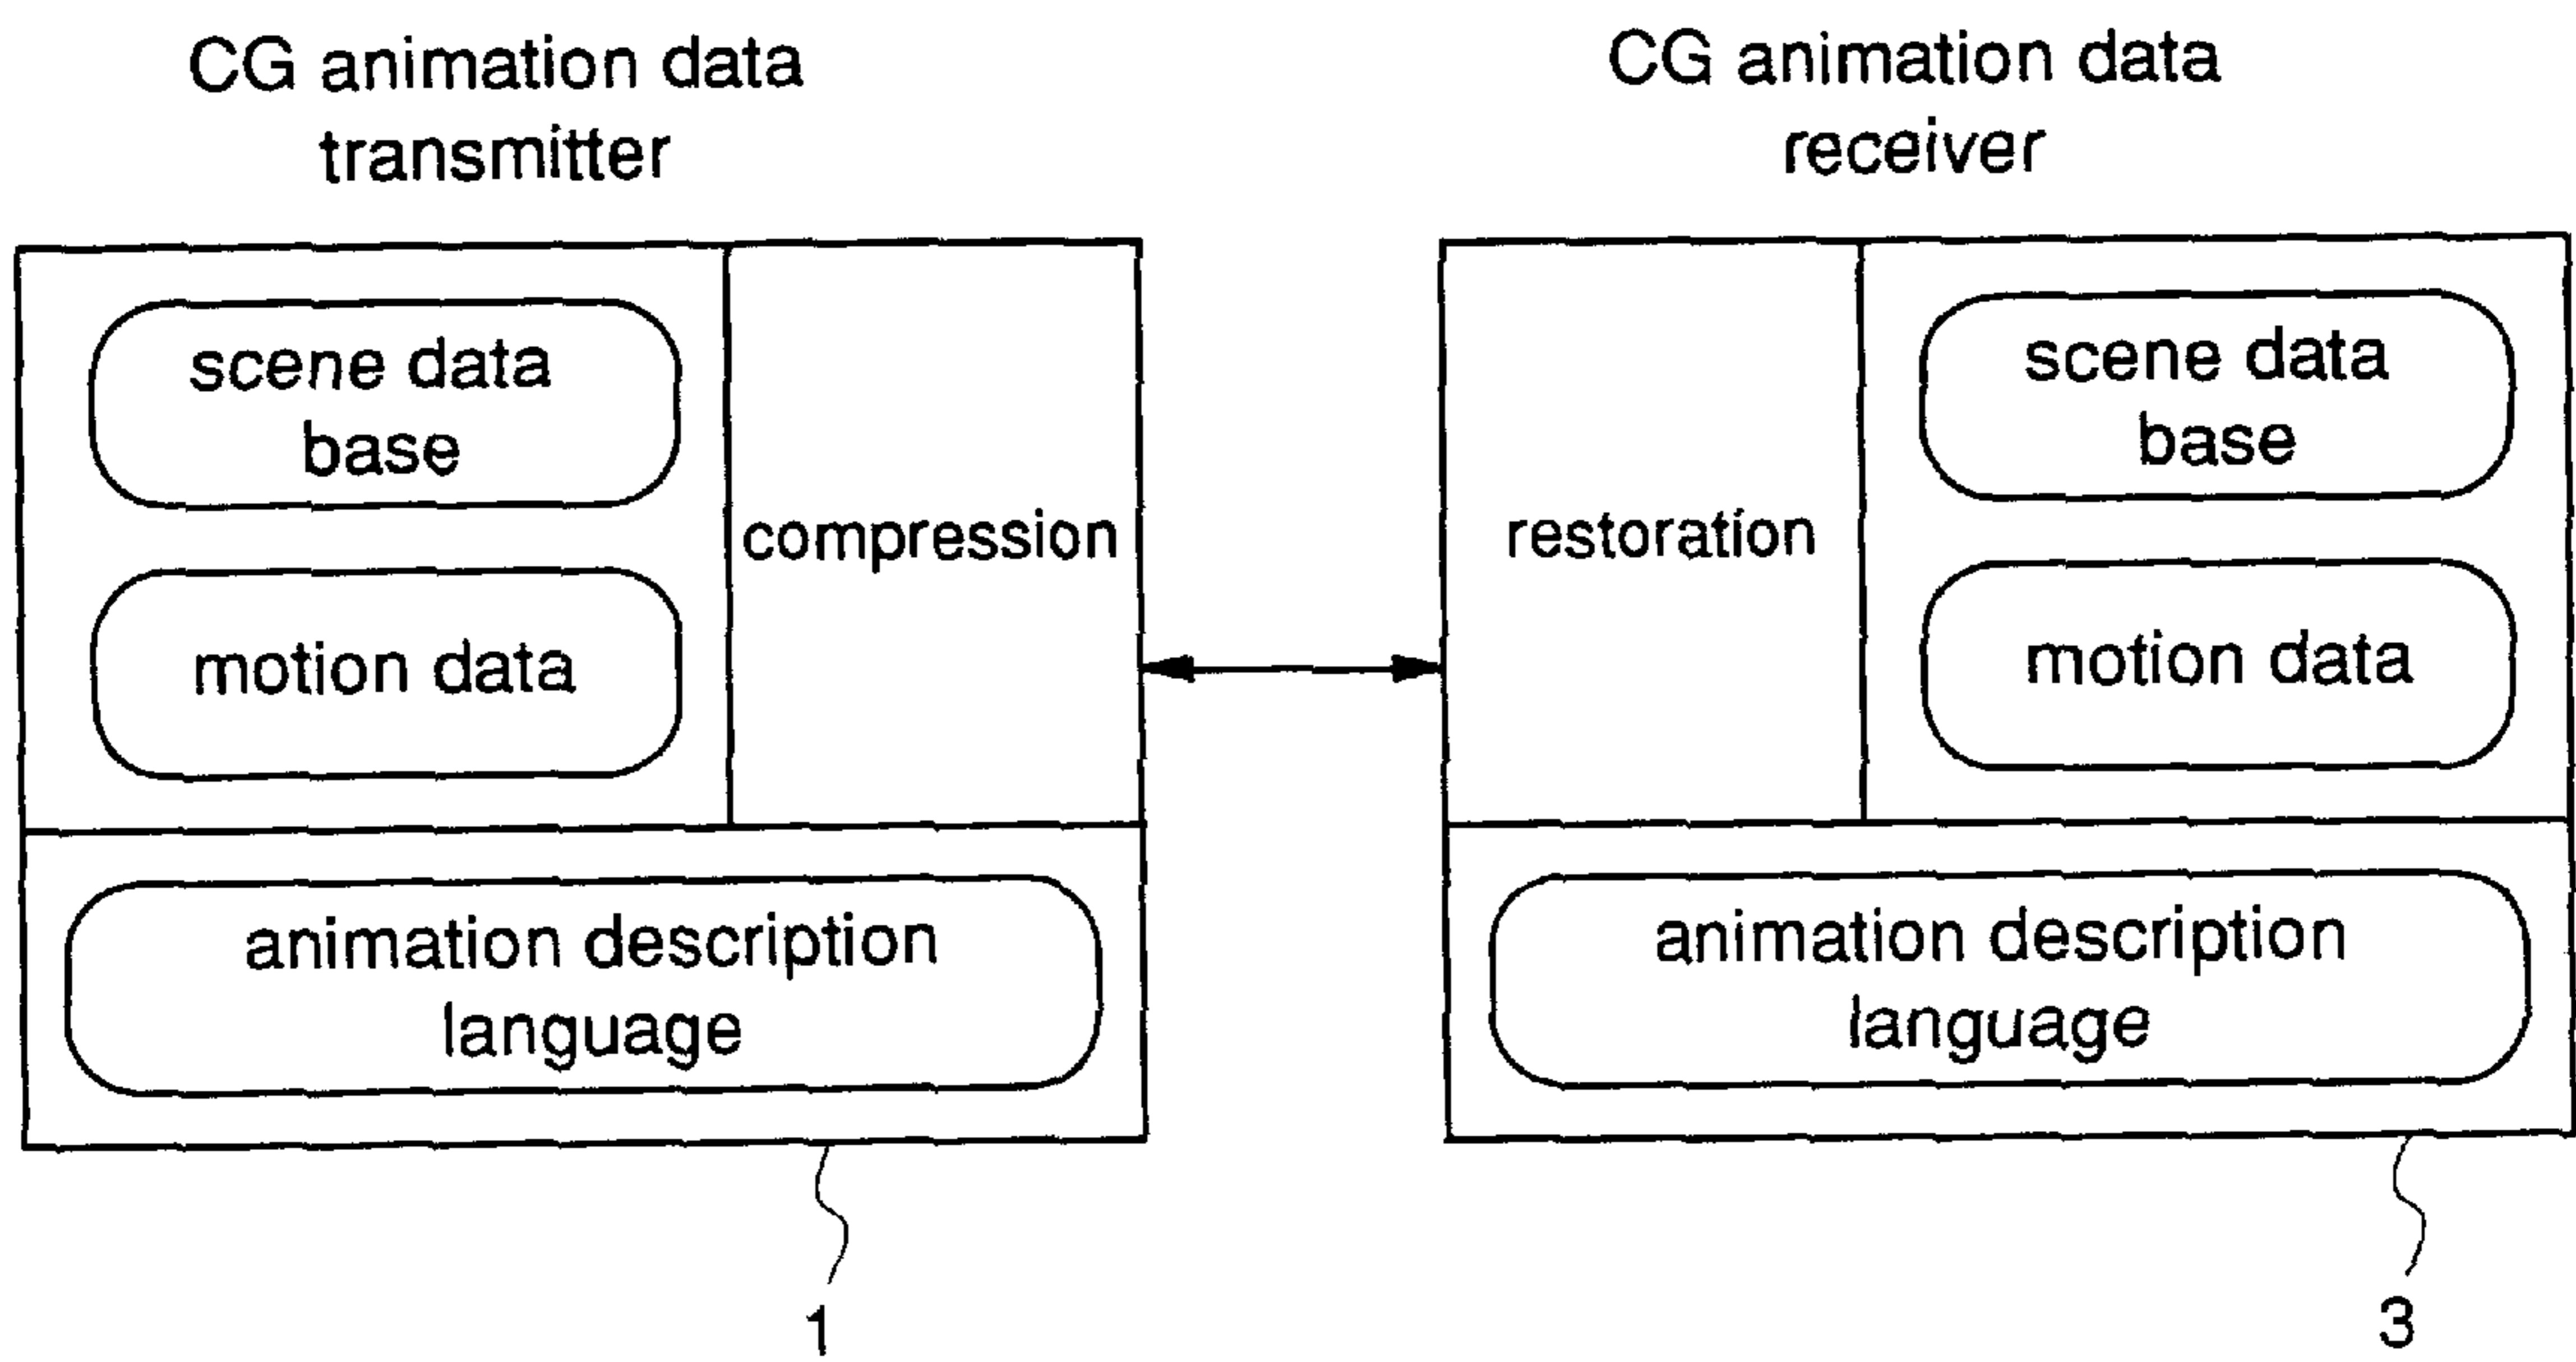 CG animation data
transmitter
scene data
base
motion data
compression
animation description
language
1
CG animation data
receiver
restoration
scene data
base
motion data
animation description
language
3